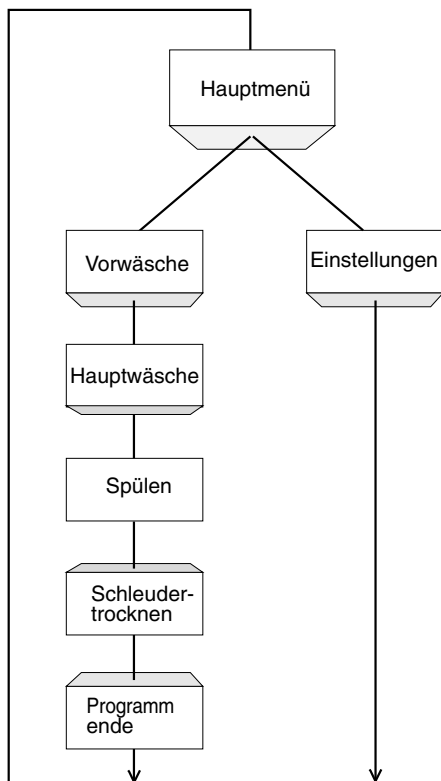 Hauptmenü
Vorwäsche
Einstellungen
Hauptwäsche
Spülen
Schleuder-
trocknen
Programm
ende